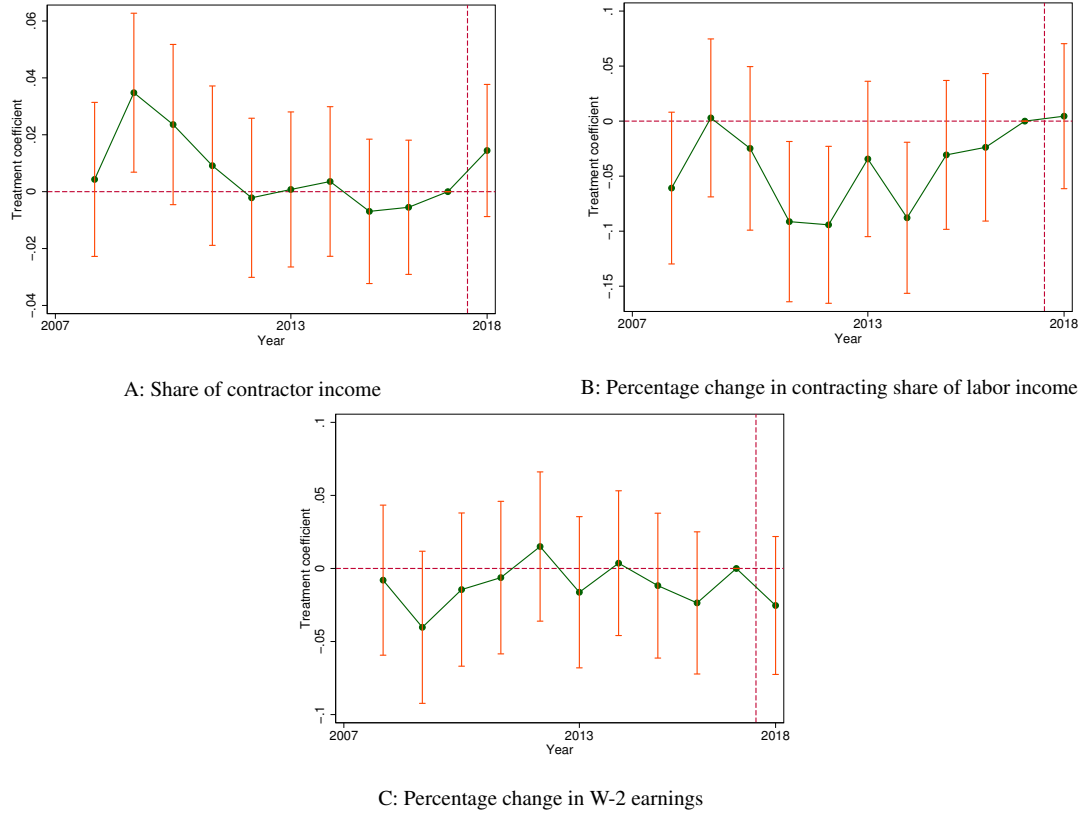 Treatment coefficient
.06
.04
.02
0
-.02
-.04
2007
2013
2018
Year
A: Share of contractor income
Treatment coefficient
.1
.05
0
-.05
-.1
-.15
2007
2013
2018
Year
B: Percentage change in contracting share of labor income
Treatment coefficient
.1
.05
0
-.05
-.1
2007
2013
2018
Year
C: Percentage change in W-2 earnings